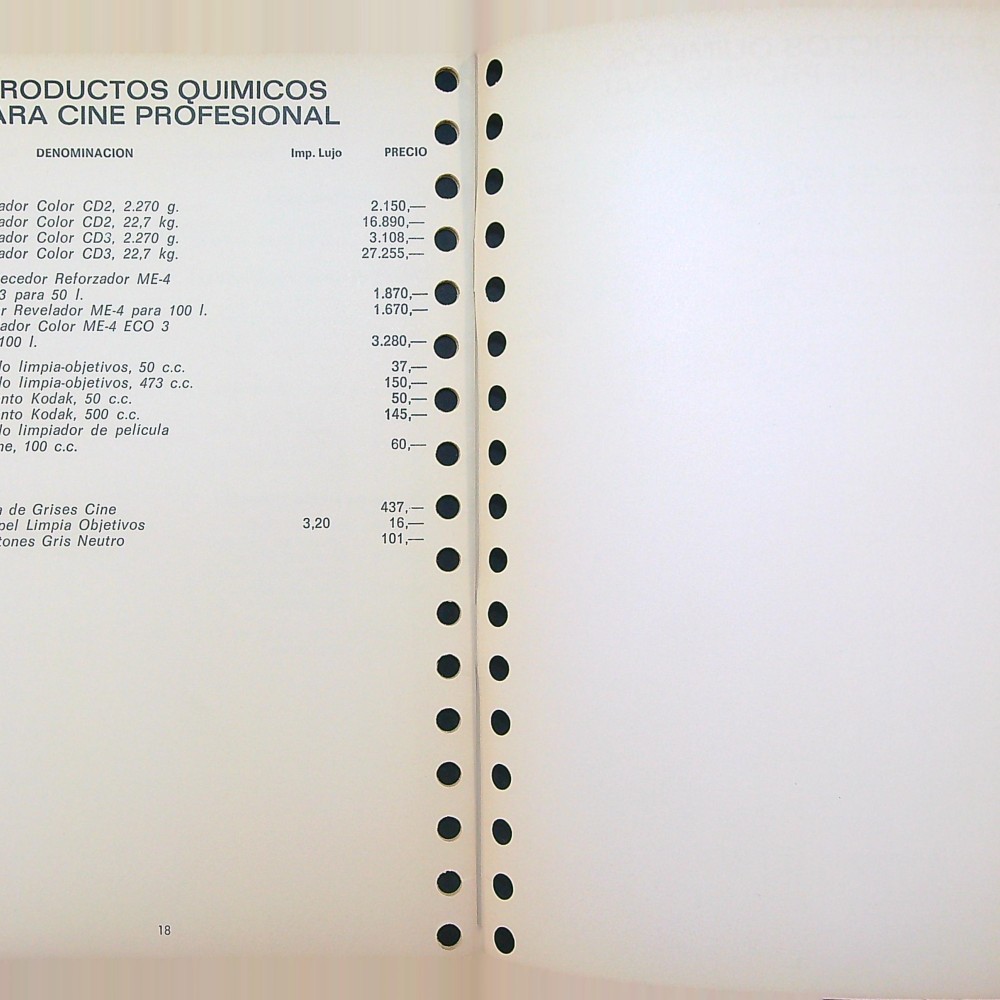 RODUCTOS QUIMICOS
ARA CINE PROFESIONAL
DENOMINACION Imp. Lujo PRECIO
ador Color CD2, 2.270 g. 2.150,—
ador Color CD2, 22,7 kg. 16.890,—
ador Color CD3, 2.270 g. 3.108,—
ador Color CD3, 22,7 kg. 27.255,—
ecedor Reforzador ME-4
3 para 50 l. 1.870,—
r Revelador ME-4 para 100 l. 1.670,—
ador Color ME-4 ECO 3
100 l. 3.280,—
lo limpia-objetivos, 50 c.c. 37,—
lo limpia-objetivos, 473 c.c. 150,—
nto Kodak, 50 c.c. 50,—
nto Kodak, 500 c.c. 145,—
lo limpiador de película
ne, 100 c.c. 60,—
a de Grises Cine 437,—
pel Limpia Objetivos 3,20 16,—
tones Gris Neutro 101,—
18